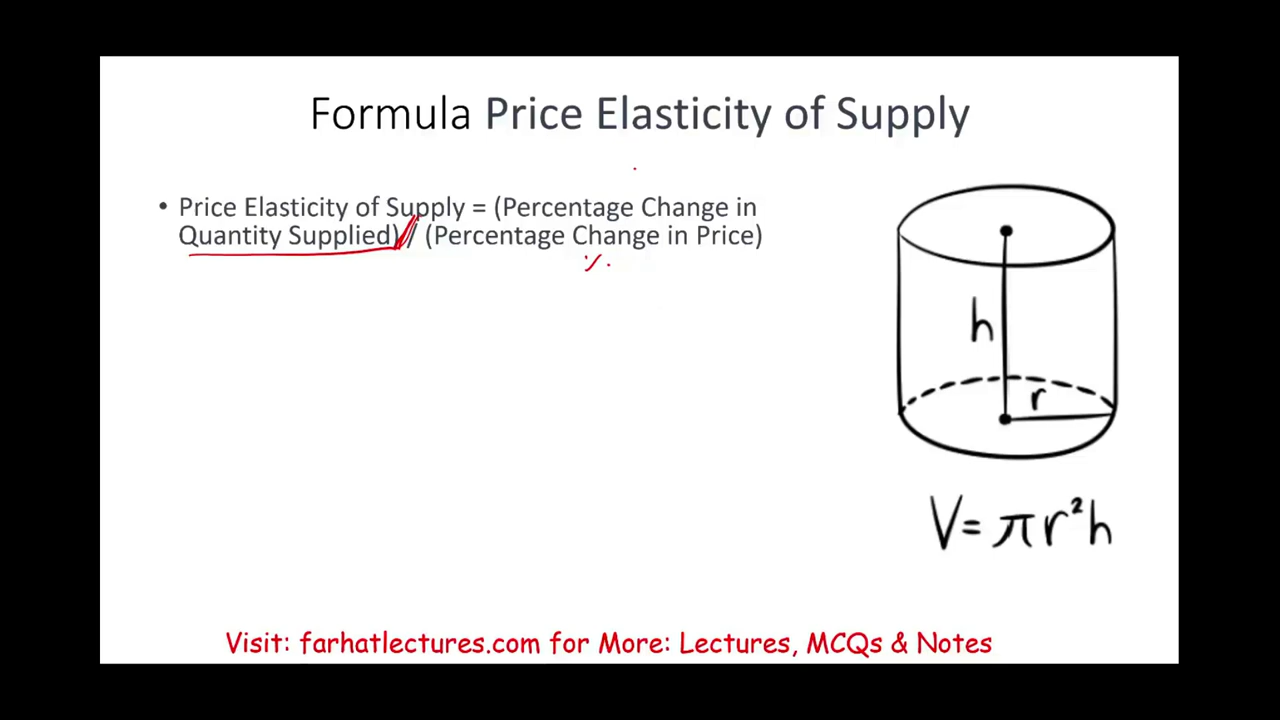 Formula Price Elasticity of Supply
• Price Elasticity of Supply = (Percentage Change in
Quantity Supplied) / (Percentage Change in Price)
%
h
r
V = πr²h
Visit: farhatlectures.com for More: Lectures, MCQs & Notes